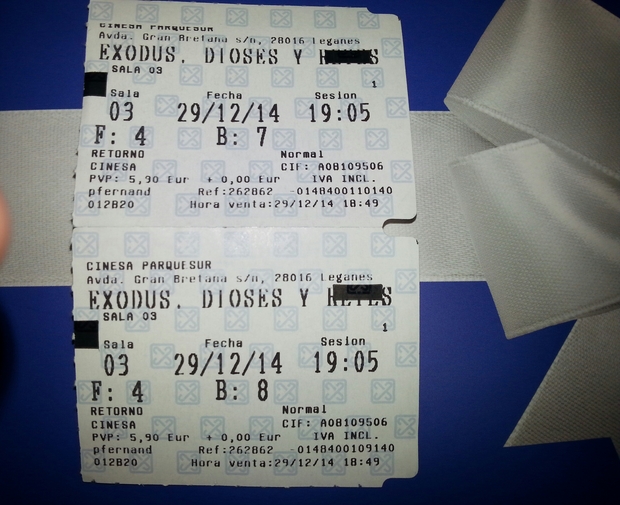 CINESA PARQUESUR
Avda. Gran Bretana s/n, 28016 Leganes
EXODUS. DIOSES Y
SALA 03
1
Sala Fecha Sesion
03 29/12/14 19:05
F: 4 B: 7
RETORNO Normal
CINESA CIF: A08109506
PVP: 5,90 Eur + 0,00 Eur IVA INCL.
pfernand Ref:262862 -0148400110140
012B20 Hora venta:29/12/14 18:49
CINESA PARQUESUR
Avda. Gran Bretana s/n, 28016 Leganes
EXODUS. DIOSES Y REYES
SALA 03
1
Sala Fecha Sesion
03 29/12/14 19:05
F: 4 B: 8
RETORNO Normal
CINESA CIF: A08109506
PVP: 5,90 Eur + 0,00 Eur IVA INCL.
pfernand Ref:262862 -0148400109140
012B20 Hora venta:29/12/14 18:49